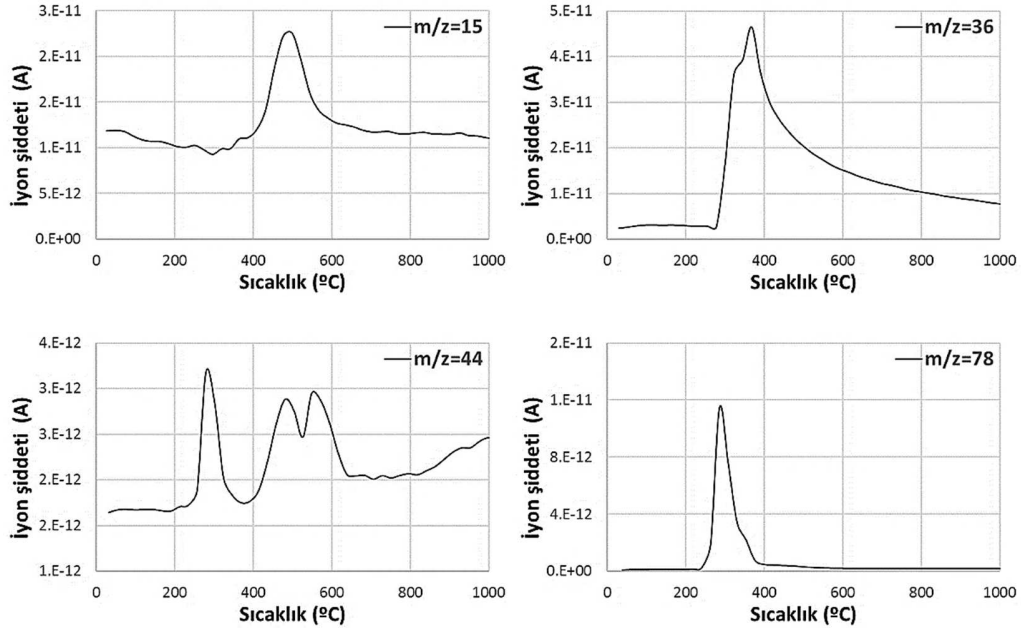 3.E-11
2.E-11
2.E-11
1.E-11
5.E-12
0.E+00
İyon şiddeti (A)
m/z=15
0 200 400 600 800 1000
Sıcaklık (ºC)
5.E-11
4.E-11
3.E-11
2.E-11
1.E-11
0.E+00
İyon şiddeti (A)
m/z=36
0 200 400 600 800 1000
Sıcaklık (ºC)
4.E-12
3.E-12
3.E-12
2.E-12
2.E-12
1.E-12
İyon şiddeti (A)
m/z=44
0 200 400 600 800 1000
Sıcaklık (ºC)
2.E-11
1.E-11
8.E-12
4.E-12
0.E+00
İyon şiddeti (A)
m/z=78
0 200 400 600 800 1000
Sıcaklık (ºC)